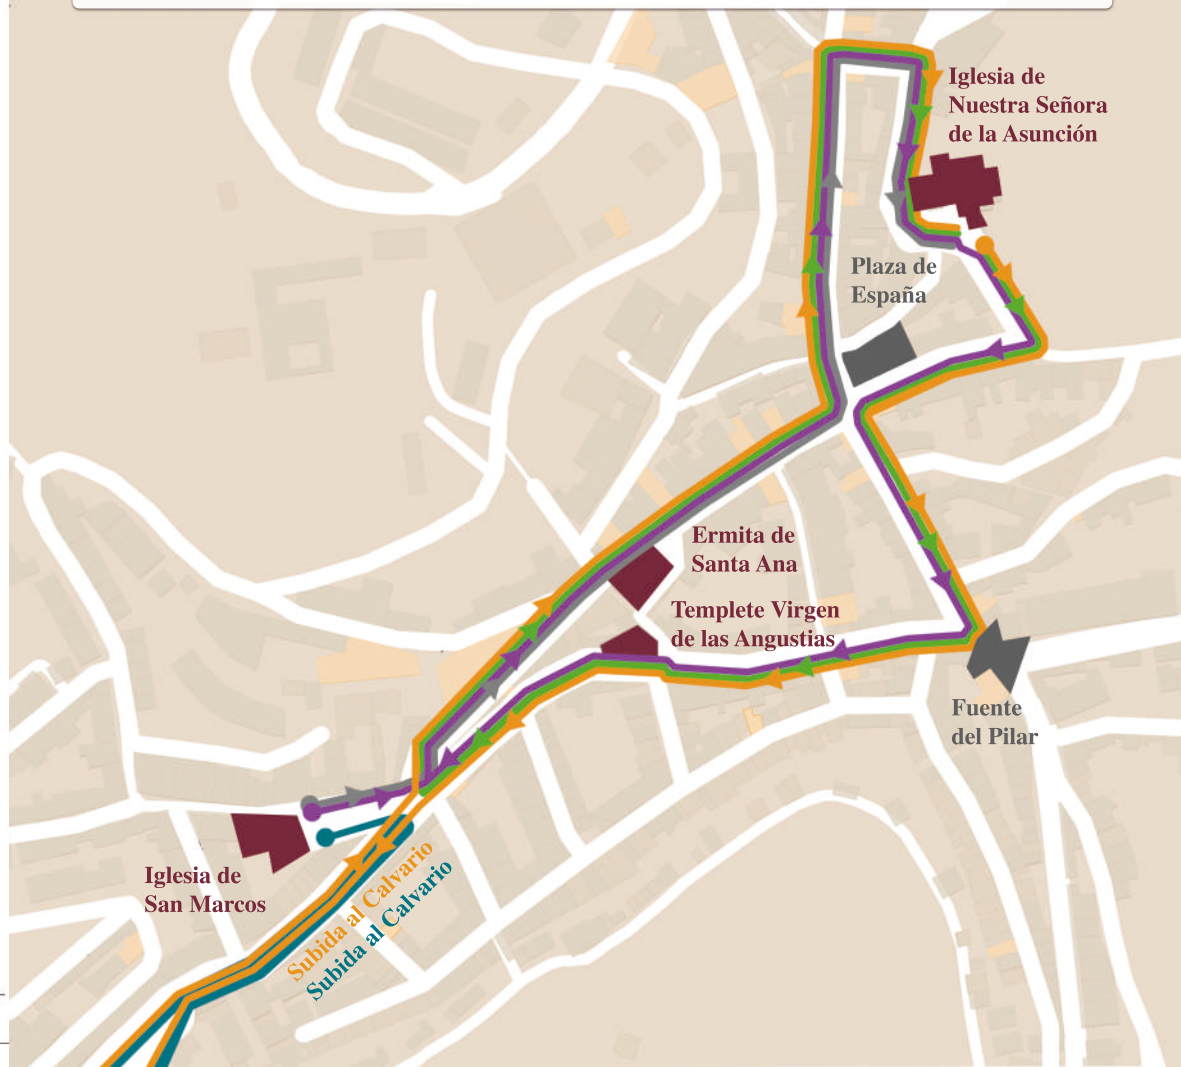 Iglesia de
Nuestra Señora
de la Asunción
Plaza de
España
Ermita de
Santa Ana
Templete Virgen
de las Angustias
Fuente
del Pilar
Iglesia de
San Marcos
Subida al Calvario
Subida al Calvario